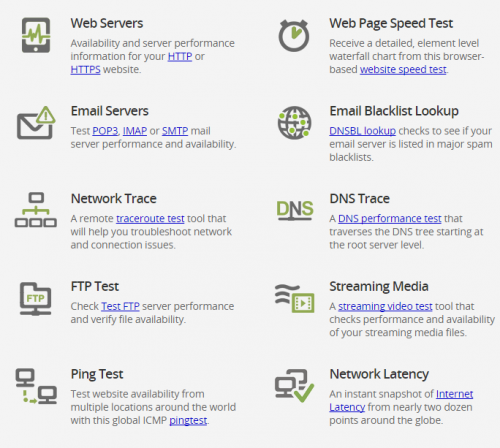 Web Servers
Availability and server performance
information for your HTTP or
HTTPS website.
Web Page Speed Test
Receive a detailed, element level
waterfall chart from this browser-
based website speed test.
Email Servers
Test POP3, IMAP or SMTP mail
server performance and availability.
Email Blacklist Lookup
DNSBL lookup checks to see if your
email server is listed in major spam
blacklists.
Network Trace
A remote traceroute test tool that
will help you troubleshoot network
and connection issues.
DNS
DNS Trace
A DNS performance test that
traverses the DNS tree starting at
the root server level.
FTP
FTP Test
Check Test FTP server performance
and verify file availability.
Streaming Media
A streaming video test tool that
checks performance and availability
of your streaming media files.
Ping Test
Test website availability from
multiple locations around the world
with this global ICMP pingtest.
Network Latency
An instant snapshot of Internet
Latency from nearly two dozen
points around the globe.